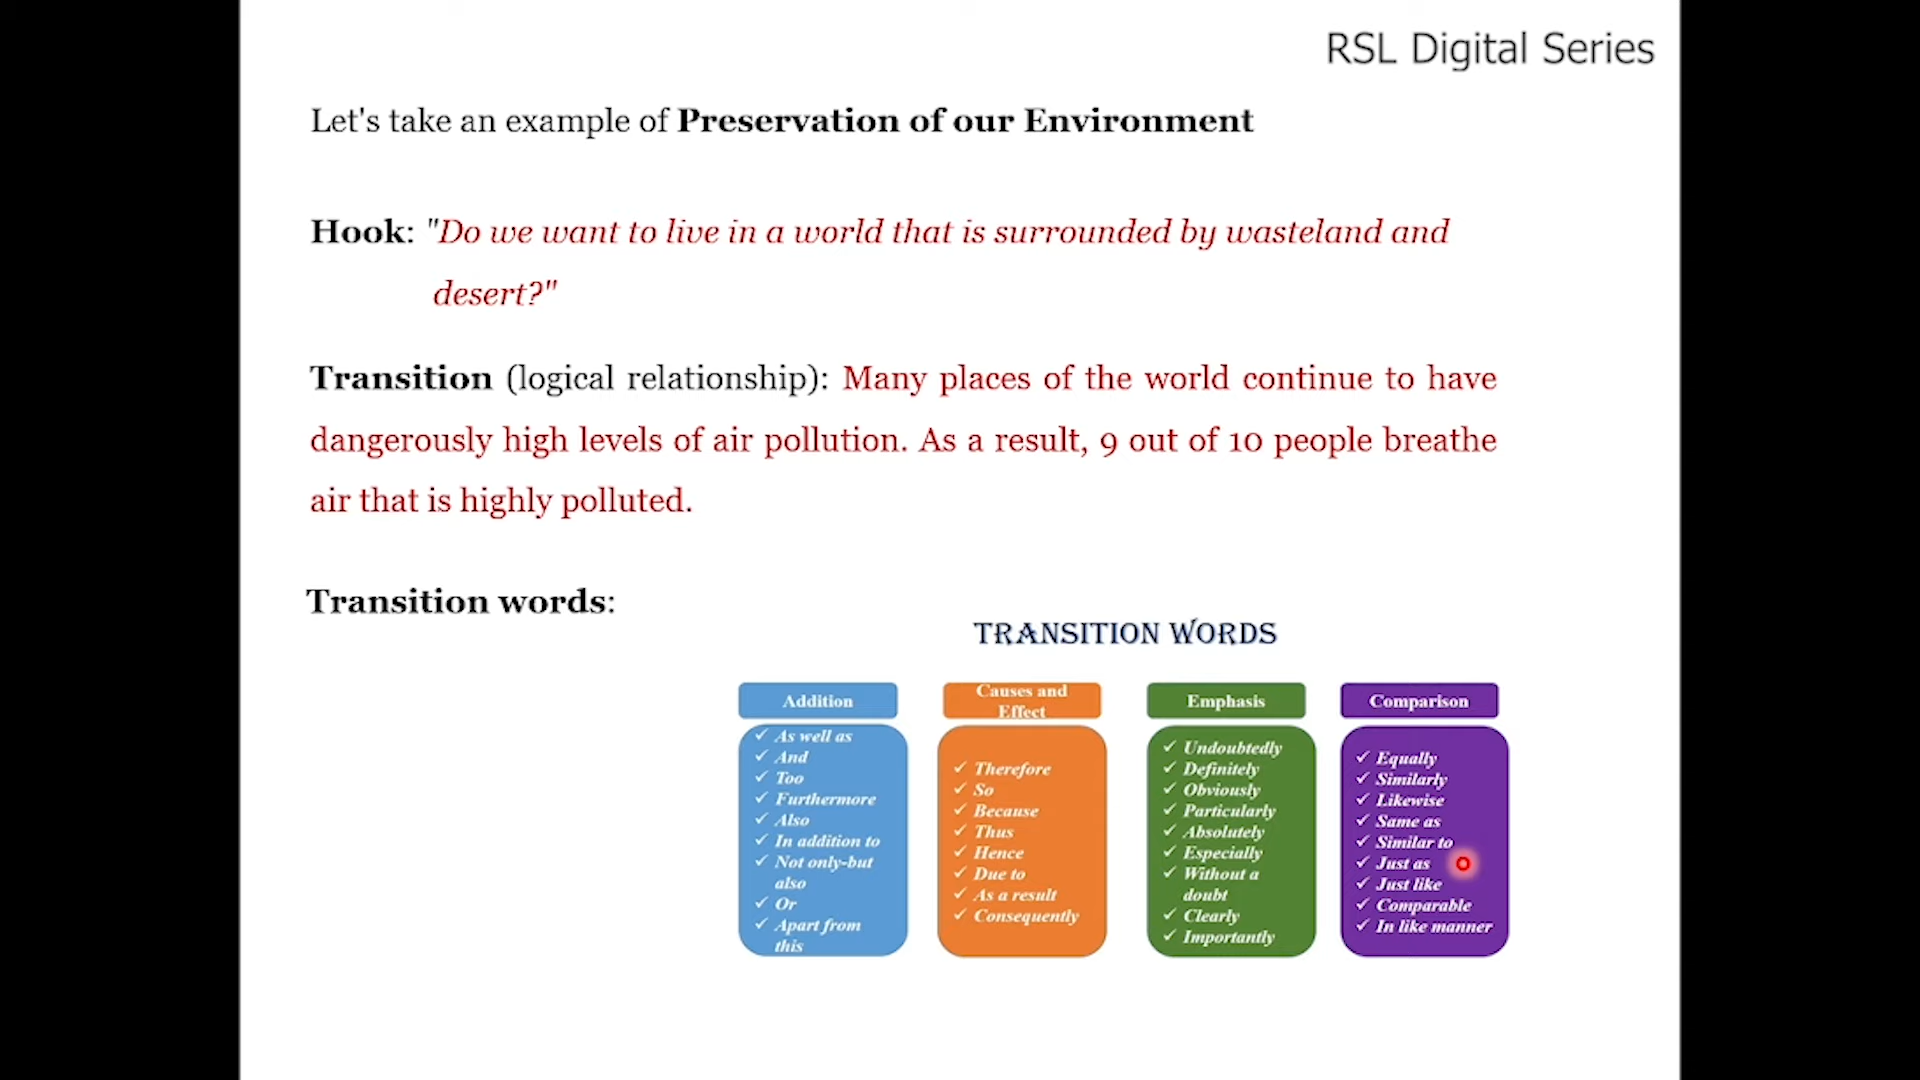 RSL Digital Series
Let's take an example of Preservation of our Environment
Hook: "Do we want to live in a world that is surrounded by wasteland and
desert?"
Transition (logical relationship): Many places of the world continue to have
dangerously high levels of air pollution. As a result, 9 out of 10 people breathe
air that is highly polluted.
Transition words:
TRANSITION WORDS
Addition
✓ As well as
✓ And
✓ Too
✓ Furthermore
✓ Also
✓ In addition to
✓ Not only-but
also
✓ Or
✓ Apart from
this
Causes and
Effect
✓ Therefore
✓ So
✓ Because
✓ Thus
✓ Hence
✓ Due to
✓ As a result
✓ Consequently
Emphasis
✓ Undoubtedly
✓ Definitely
✓ Obviously
✓ Particularly
✓ Absolutely
✓ Especially
✓ Without a
doubt
✓ Clearly
✓ Importantly
Comparison
✓ Equally
✓ Similarly
✓ Likewise
✓ Same as
✓ Similar to
✓ Just as
✓ Just like
✓ Comparable
✓ In like manner